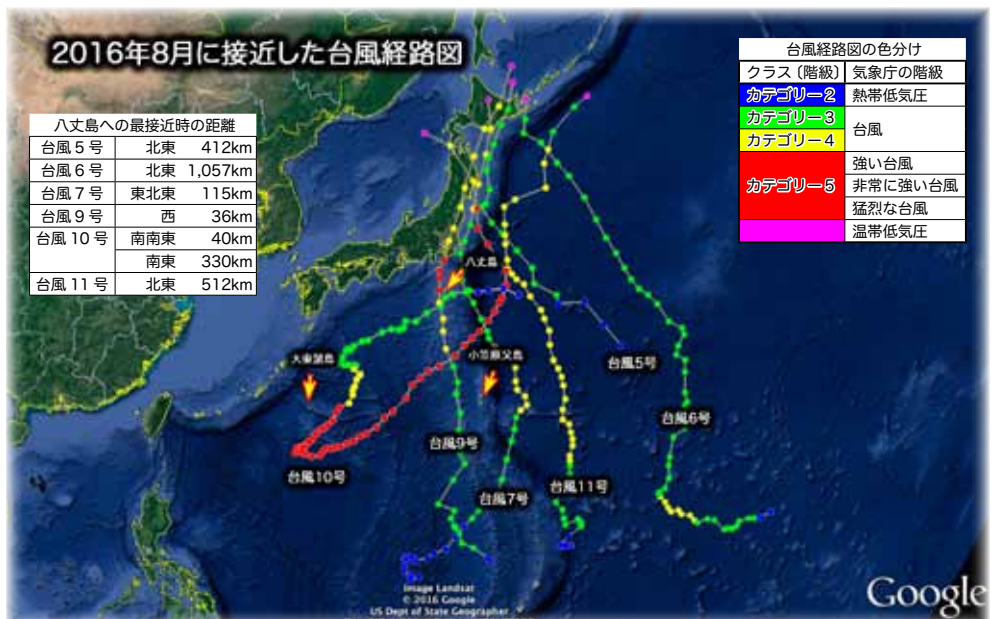 2016年8月に接近した台風経路図
台風経路図の色分け
クラス〔階級〕 気象庁の階級
カテゴリー2 熱帯低気圧
カテゴリー3
カテゴリー4
台風
カテゴリー5
強い台風
非常に強い台風
猛烈な台風
温帯低気圧
八丈島への最接近時の距離
台風5号 北東 412km
台風6号 北東 1,057km
台風7号 東北東 115km
台風9号 西 36km
台風10号 南南東 40km
南東 330km
台風11号 北東 512km
八丈島
大東諸島
小笠原父島
台風5号
台風6号
台風9号
台風10号
台風7号
台風11号
Image Landsat
© 2016 Google
US Dept of State Geographer
Google